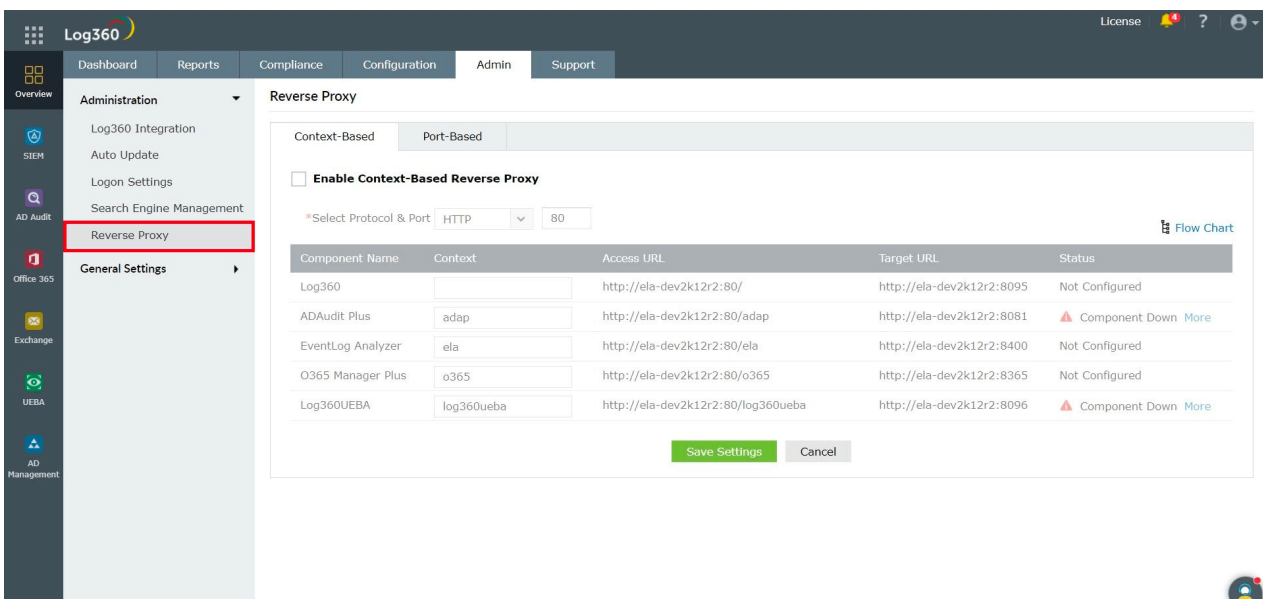 License 4 ?
Log360
Dashboard Reports Compliance Configuration Admin Support
Overview
SIEM
AD Audit
Office 365
Exchange
UEBA
AD
Management
Administration
Log360 Integration
Auto Update
Logon Settings
Search Engine Management
Reverse Proxy
General Settings
Reverse Proxy
Context-Based Port-Based
Enable Context-Based Reverse Proxy
*Select Protocol & Port HTTP 80
Flow Chart
Component Name Context Access URL Target URL Status
Log360 http://ela-dev2k12r2:80/ http://ela-dev2k12r2:8095 Not Configured
ADAudit Plus adap http://ela-dev2k12r2:80/adap http://ela-dev2k12r2:8081 Component Down More
EventLog Analyzer ela http://ela-dev2k12r2:80/ela http://ela-dev2k12r2:8400 Not Configured
O365 Manager Plus o365 http://ela-dev2k12r2:80/o365 http://ela-dev2k12r2:8365 Not Configured
Log360UEBA log360ueba http://ela-dev2k12r2:80/log360ueba http://ela-dev2k12r2:8096 Component Down More
Save Settings Cancel